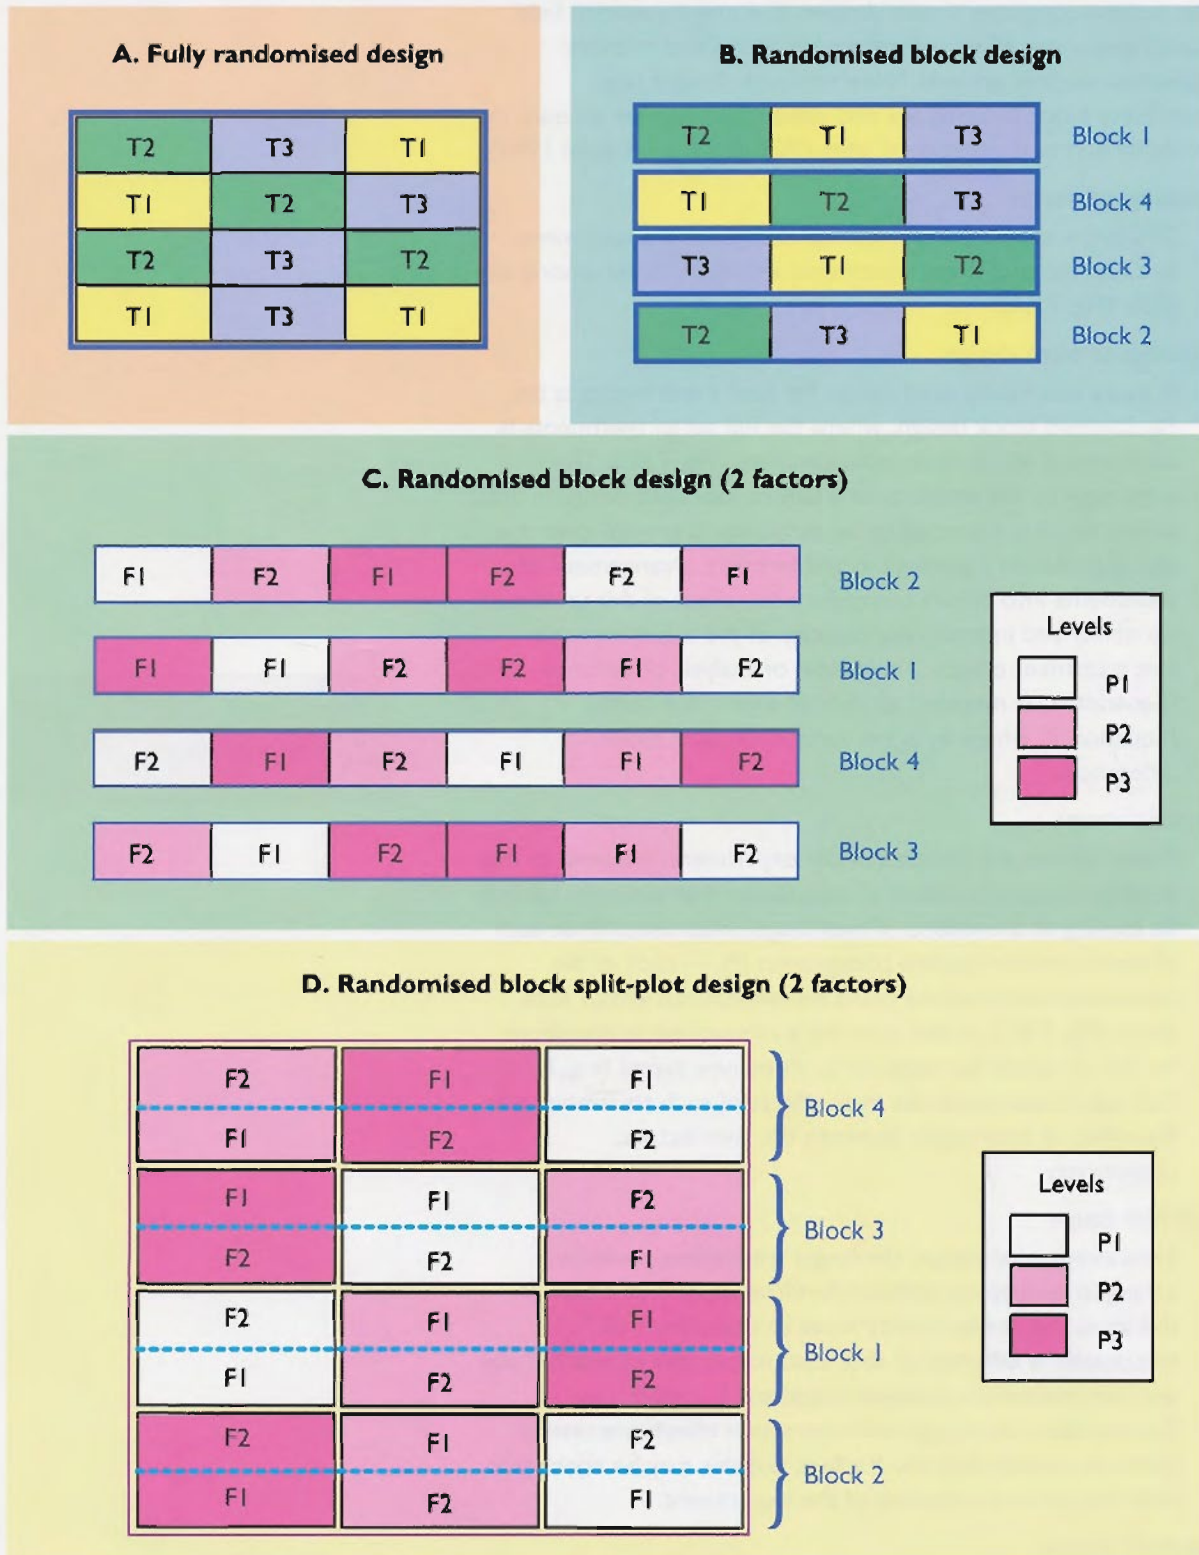 A. Fully randomised design
T2 T3 T1
T1 T2 T3
T2 T3 T2
T1 T3 T1
B. Randomised block design
T2 T1 T3 Block 1
T1 T2 T3 Block 4
T3 T1 T2 Block 3
T2 T3 T1 Block 2
C. Randomised block design (2 factors)
F1 F2 F1 F2 F2 F1 Block 2
F1 F1 F2 F2 F1 F2 Block 1
F2 F1 F2 F1 F1 F2 Block 4
F2 F1 F2 F1 F1 F2 Block 3
Levels
P1
P2
P3
D. Randomised block split-plot design (2 factors)
F2 F1 F1
Block 4
F1 F2 F2
F1 F1 F2
Block 3
F2 F2 F1
F2 F1 F1
Block 1
F1 F2 F2
F2 F1 F2
Block 2
F1 F2 F1
Levels
P1
P2
P3